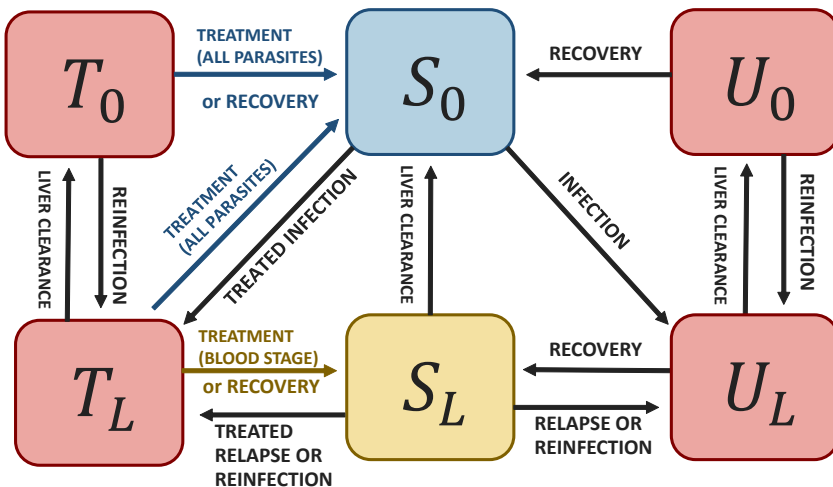 TREATMENT
(ALL PARASITES)
or RECOVERY
T0
S0
RECOVERY
U0
LIVER CLEARANCE
REINFECTION
TREATMENT
(ALL PARASITES)
TREATED INFECTION
LIVER CLEARANCE
INFECTION
LIVER CLEARANCE
REINFECTION
TL
TREATMENT
(BLOOD STAGE)
or RECOVERY
SL
RECOVERY
UL
TREATED
RELAPSE OR
REINFECTION
RELAPSE OR
REINFECTION